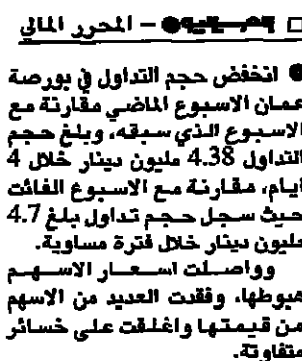 – المحرر المالي
● انخفض حجم التداول في بورصة
عمان الاسبوع الماضي مقارنة مع
الاسبوع الذي سبقه، وبلغ حجم
التداول 4.38 مليون دينار خلال 4
أيام، مقارنة مع الاسبوع الفائت
حيث سجل حجم تداول بلغ 4.7
مليون دينار خلال فترة مساوية.
وواصلت اسعار الاسهم
هبوطها، وفقدت العديد من الاسهم
من قيمتها واغلقت على خسائر
متفاوتة.